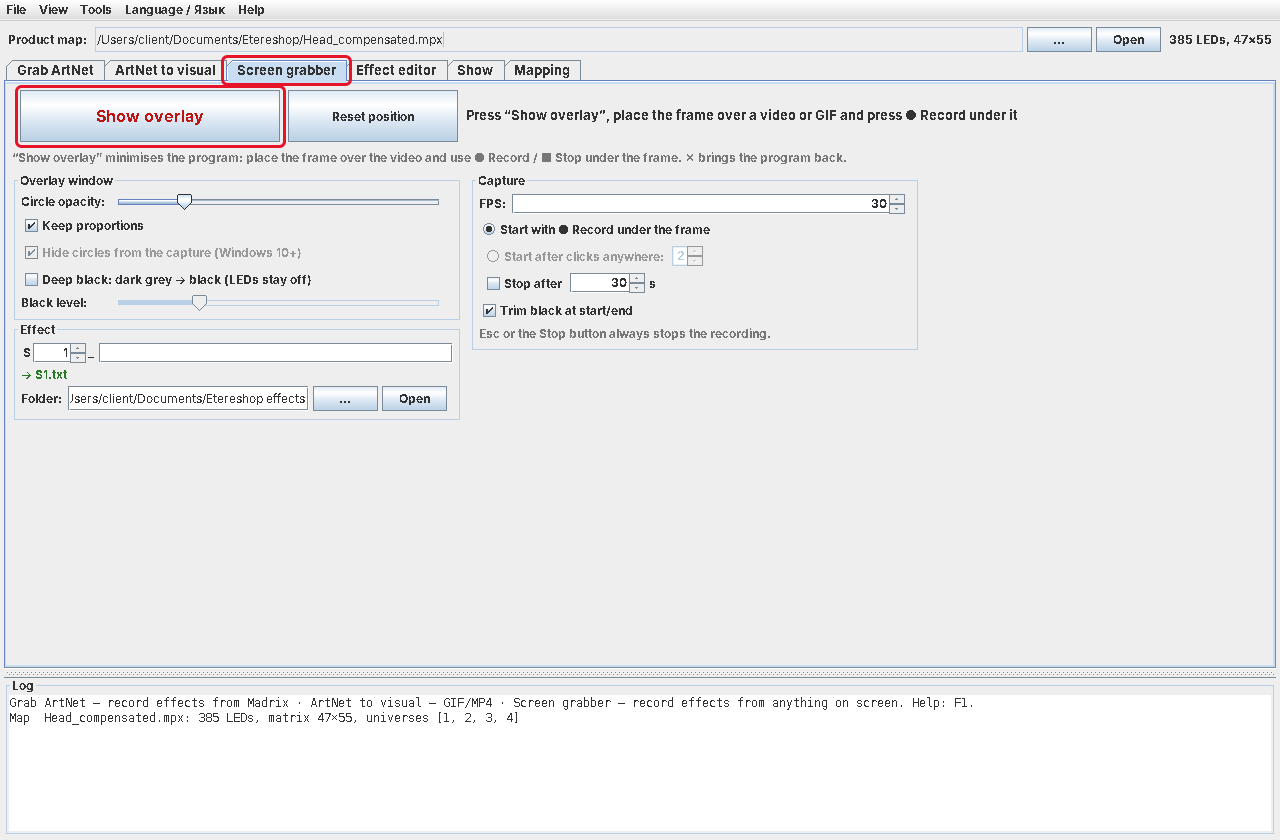 File View Tools Language / Язык Help
Product map: /Users/client/Documents/Etereshop/Head_compensated.mpx ... Open 385 LEDs, 47×55
Grab ArtNet ArtNet to visual Screen grabber Effect editor Show Mapping
Show overlay Reset position Press “Show overlay”, place the frame over a video or GIF and press ● Record under it
“Show overlay” minimises the program: place the frame over the video and use ● Record / ■ Stop under the frame. × brings the program back.
Overlay window
Circle opacity:
Keep proportions
Hide circles from the capture (Windows 10+)
Deep black: dark grey → black (LEDs stay off)
Black level:
Effect
S 1 _
→ S1.txt
Folder: Jsers/client/Documents/Etereshop effects ... Open
Capture
FPS: 30
Start with ● Record under the frame
Start after clicks anywhere: 2
Stop after 30 s
Trim black at start/end
Esc or the Stop button always stops the recording.
Log
Grab ArtNet — record effects from Madrix · ArtNet to visual — GIF/MP4 · Screen grabber — record effects from anything on screen. Help: F1.
Map Head_compensated.mpx: 385 LEDs, matrix 47×55, universes [1, 2, 3, 4]